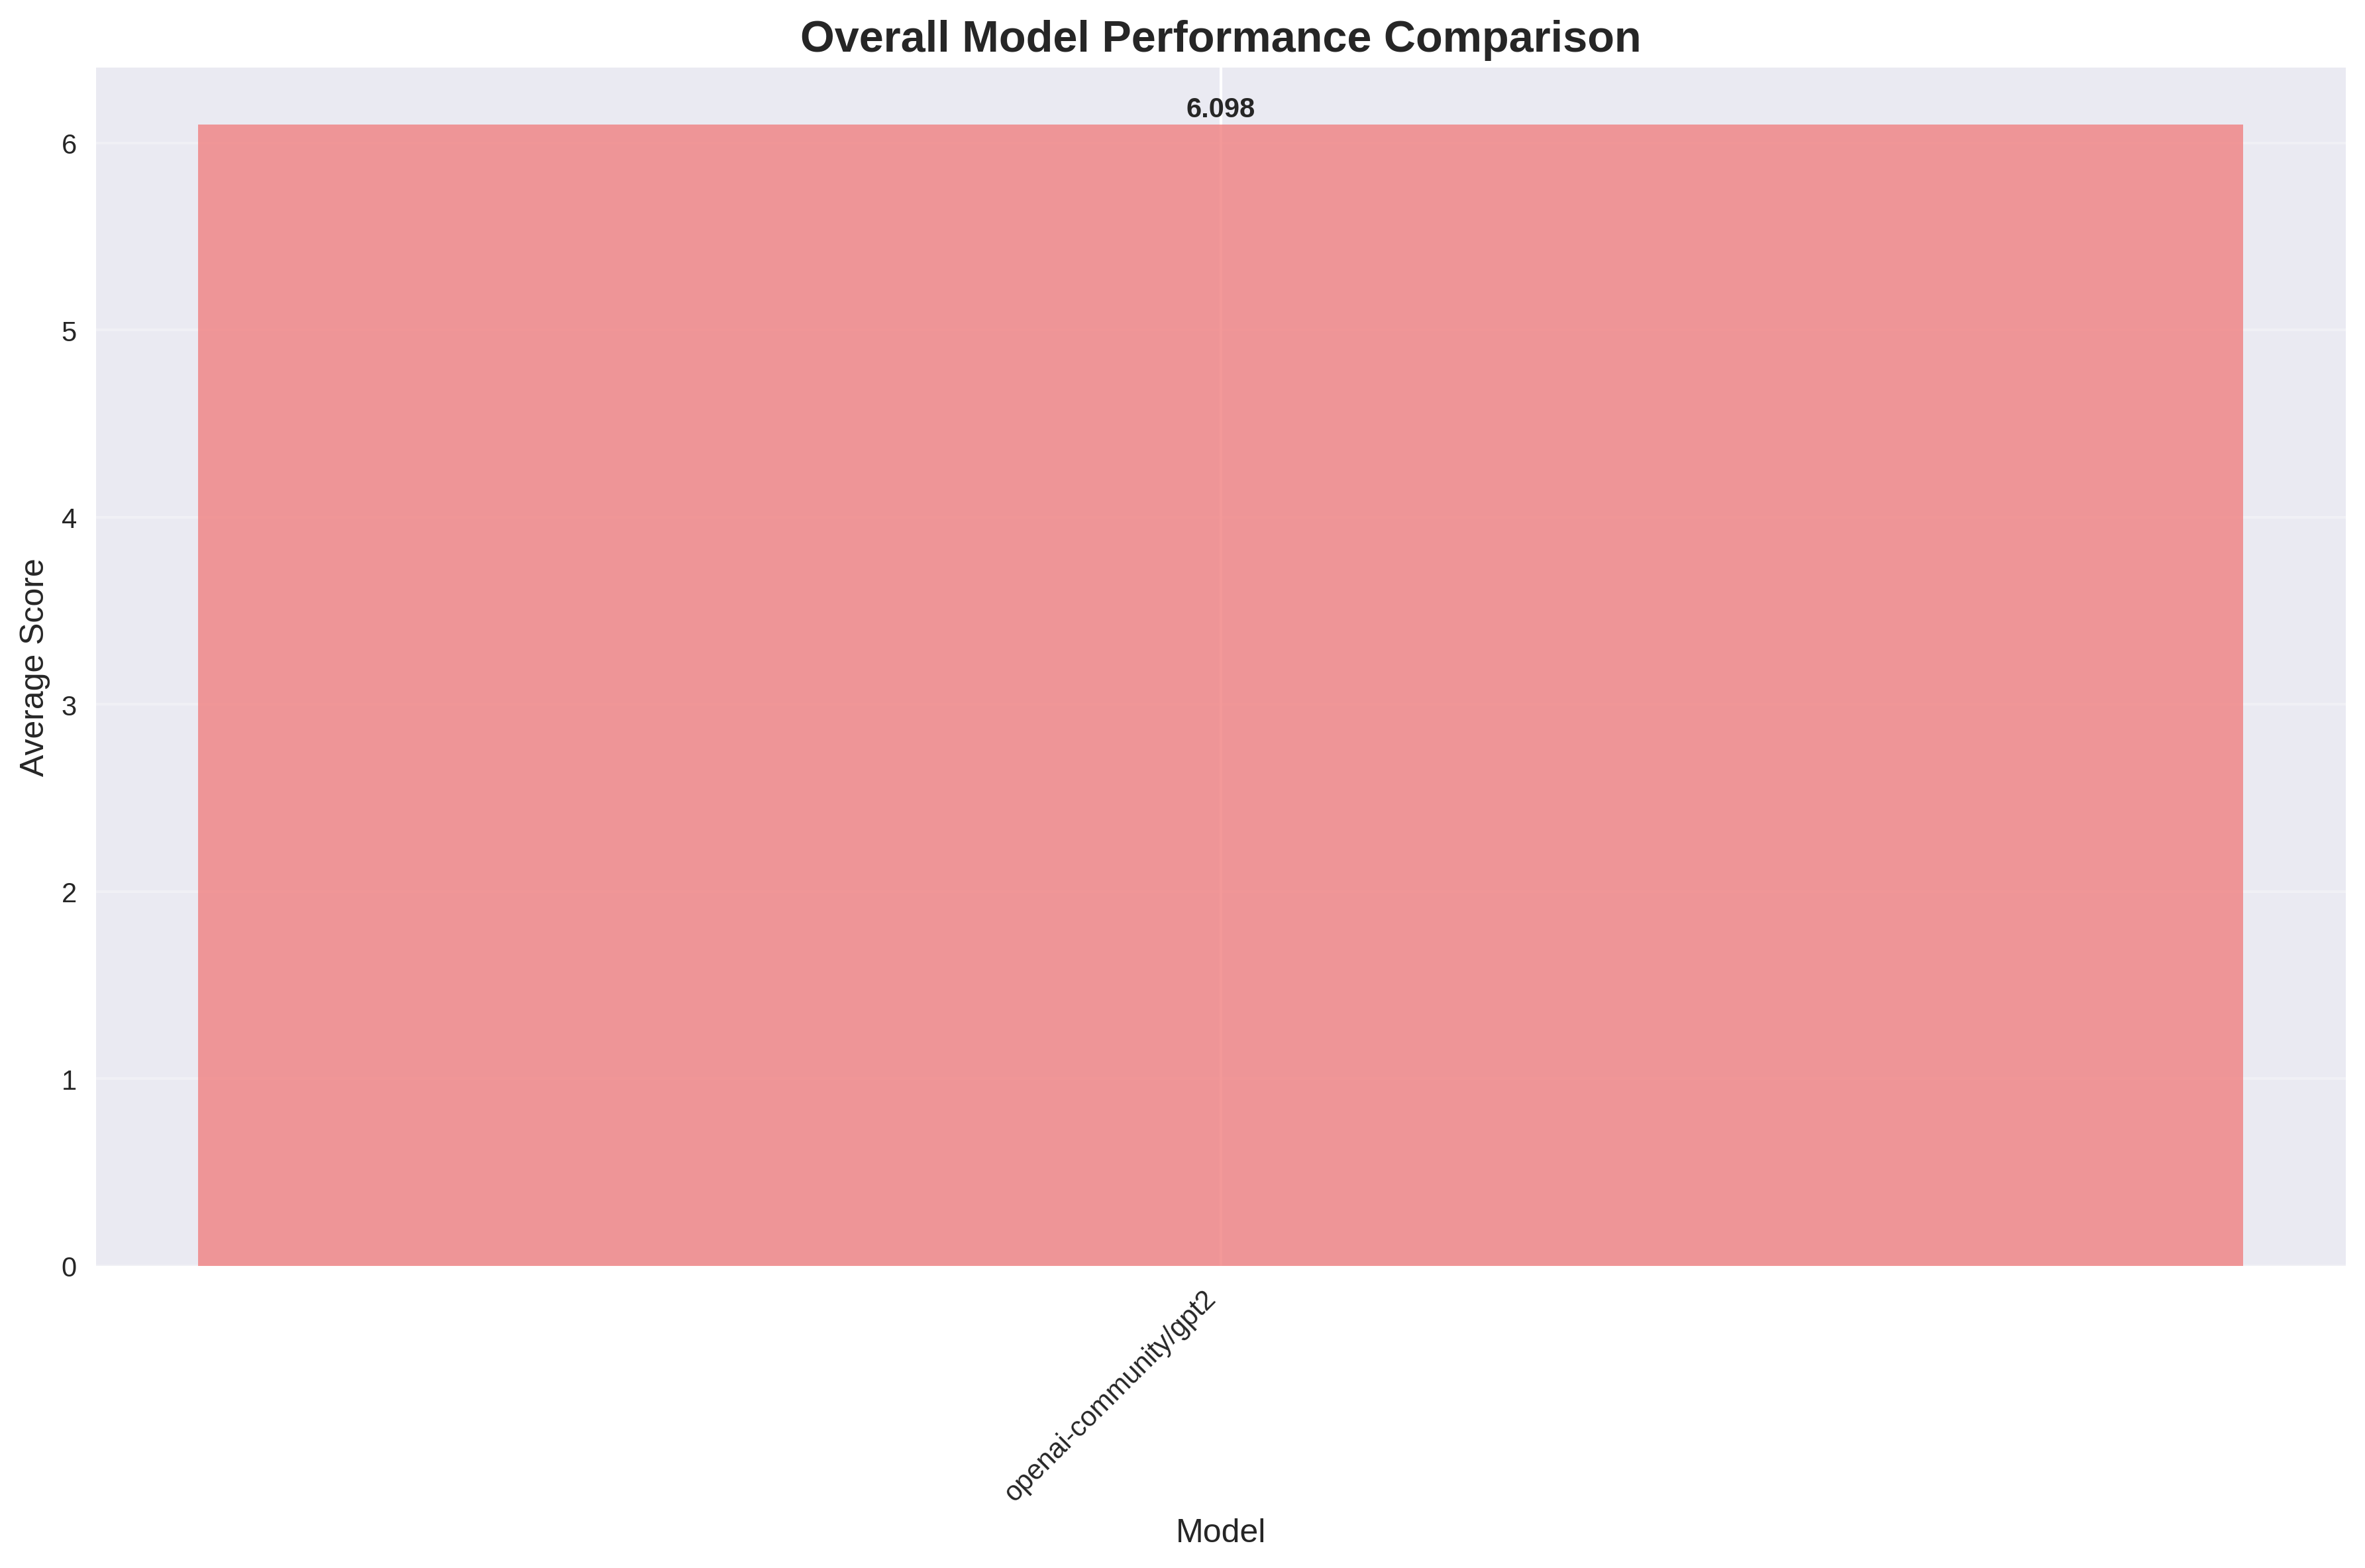 Overall Model Performance Comparison
6.098
6
5
4
3
2
1
0
Average Score
openai-community/gpt2
Model